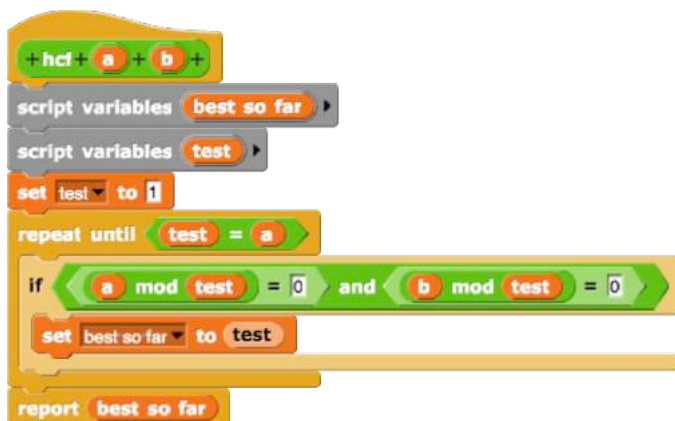 + hcf + a + b +
script variables best so far
script variables test
set test to 1
repeat until test = a
if a mod test = 0 and b mod test = 0
set best so far to test
report best so far